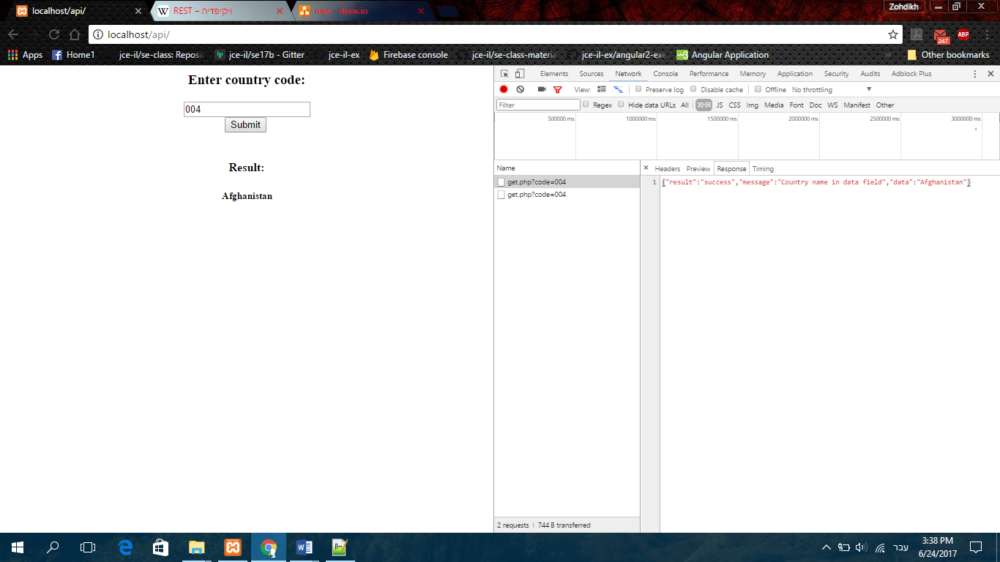 localhost/api/
REST – ויקיפדיה
new - draw.io
Zohdikh
localhost/api/
247
ABP
Apps
Home1
jce-il/se-class: Reposi
jce-il/se17b - Gitter
jce-il-ex
Firebase console
jce-il/se-class-materia
jce-il-ex/angular2-exe
Angular Application
Other bookmarks
Enter country code:
004
Submit
Result:
Afghanistan
Elements Sources Network Console Performance Memory Application Security Audits Adblock Plus
View: Preserve log Disable cache Offline No throttling
Filter Regex Hide data URLs All XHR JS CSS Img Media Font Doc WS Manifest Other
500000 ms 1000000 ms 1500000 ms 2000000 ms 2500000 ms 3000000 ms
Name
get.php?code=004
get.php?code=004
Headers Preview Response Timing
1 {"result":"success","message":"Country name in data field","data":"Afghanistan"}
2 requests | 744 B transferred
עבר
3:38 PM
6/24/2017